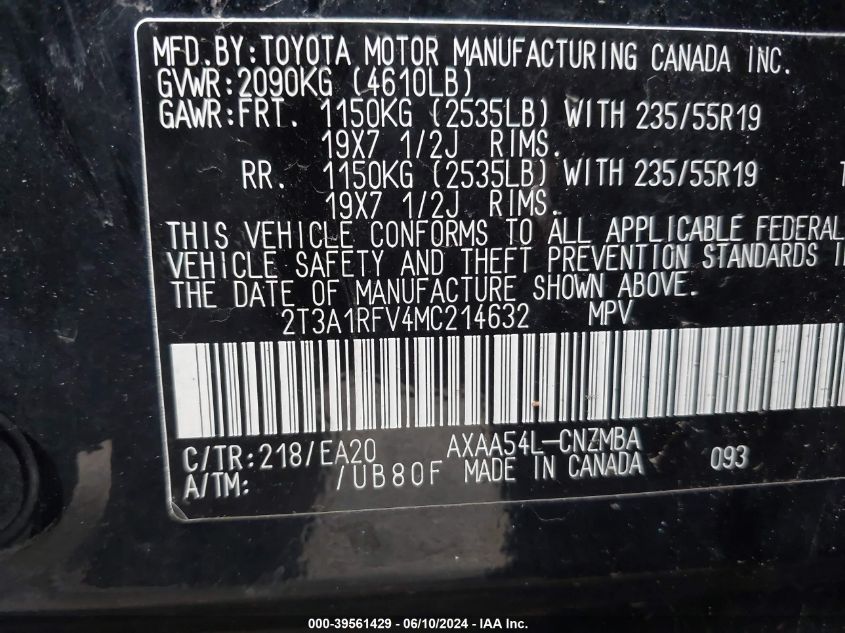 MFD.BY:TOYOTA MOTOR MANUFACTURING CANADA INC.
GVWR:2090KG (4610LB)
GAWR:FRT. 1150KG (2535LB) WITH 235/55R19
19X7 1/2J RIMS.
RR. 1150KG (2535LB) WITH 235/55R19
19X7 1/2J RIMS.
THIS VEHICLE CONFORMS TO ALL APPLICABLE FEDERAL
VEHICLE SAFETY AND THEFT PREVENTION STANDARDS
THE DATE OF MANUFACTURE SHOWN ABOVE.
2T3A1RFV4MC214632 MPV
C/TR:218/EA20 AXAA54L-CNZMBA 093
A/TM: /UB80F MADE IN CANADA
000-39561429 - 06/10/2024 - IAA Inc.